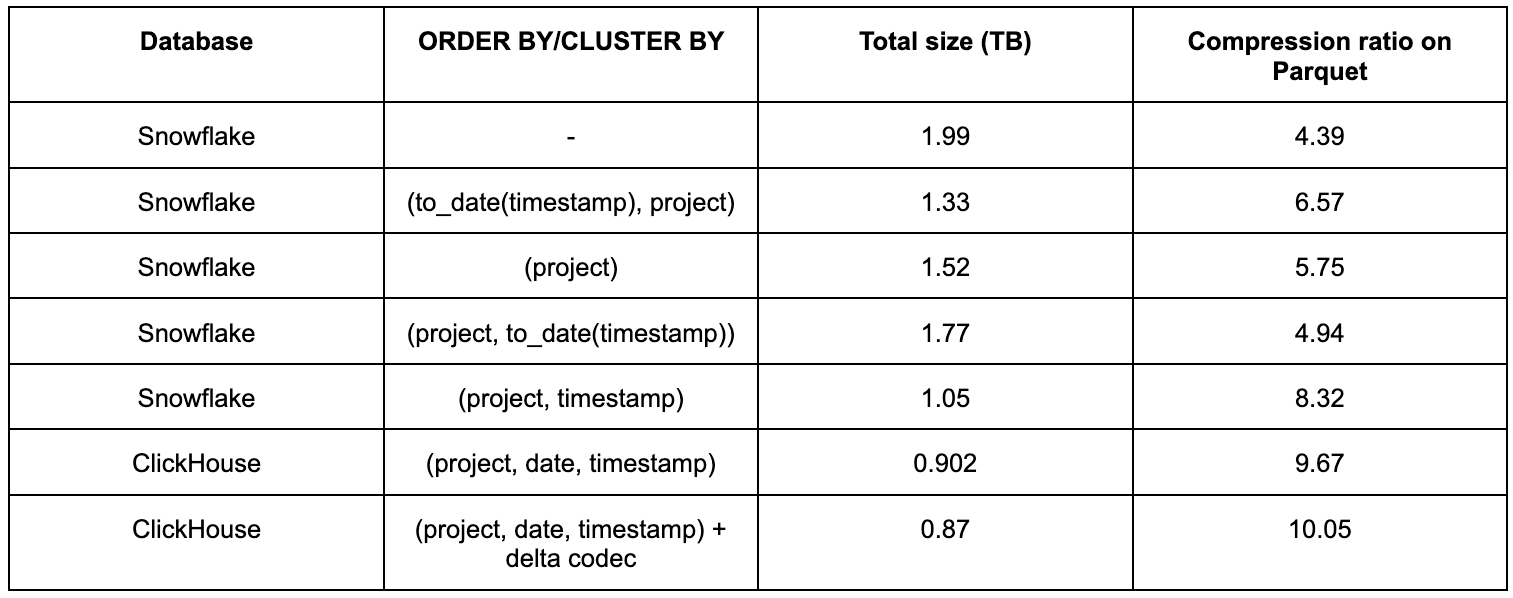 Database ORDER BY/CLUSTER BY Total size (TB) Compression ratio on
Parquet
Snowflake - 1.99 4.39
Snowflake (to_date(timestamp), project) 1.33 6.57
Snowflake (project) 1.52 5.75
Snowflake (project, to_date(timestamp)) 1.77 4.94
Snowflake (project, timestamp) 1.05 8.32
ClickHouse (project, date, timestamp) 0.902 9.67
ClickHouse (project, date, timestamp) + 0.87 10.05
delta codec